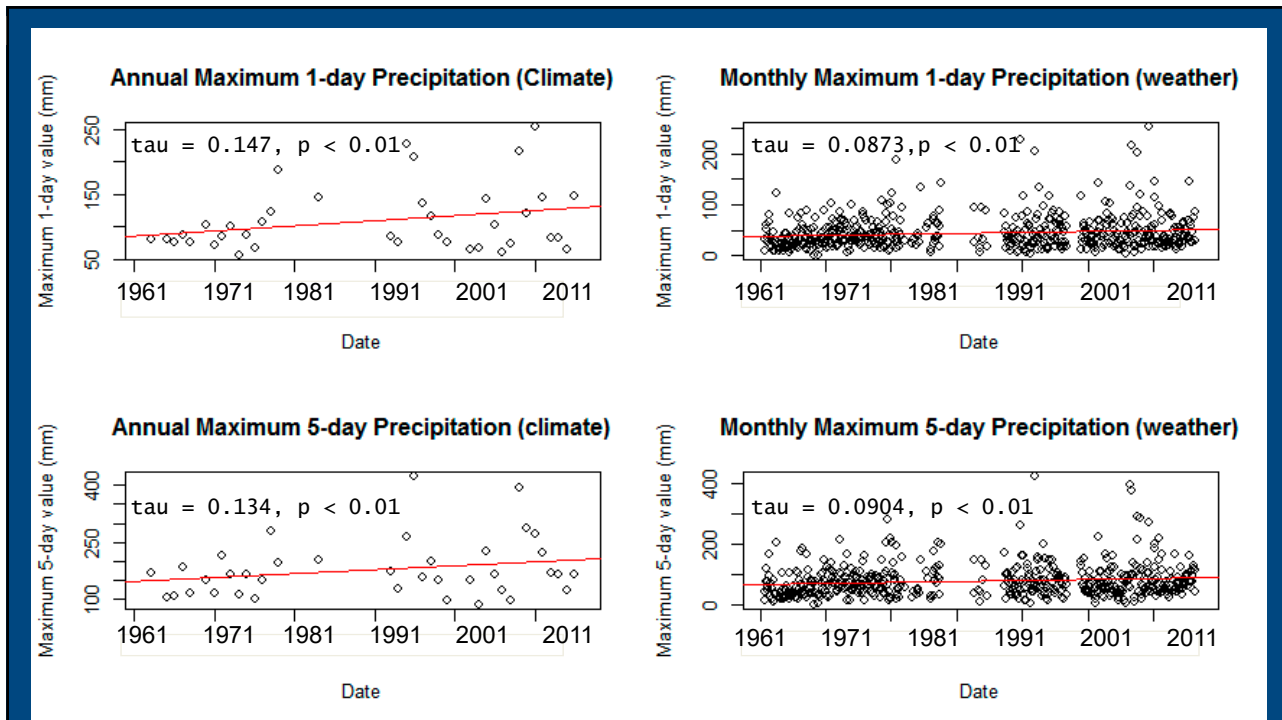 Annual Maximum 1-day Precipitation (Climate)
Maximum 1-day value (mm)
250
150
50
tau = 0.147, p < 0.01
1961 1971 1981 1991 2001 2011
Date
Monthly Maximum 1-day Precipitation (weather)
Maximum 1-day value (mm)
200
100
0
tau = 0.0873,p < 0.01
1961 1971 1981 1991 2001 2011
Date
Annual Maximum 5-day Precipitation (climate)
Maximum 5-day value (mm)
400
250
100
tau = 0.134, p < 0.01
1961 1971 1981 1991 2001 2011
Date
Monthly Maximum 5-day Precipitation (weather)
Maximum 5-day value (mm)
400
200
0
tau = 0.0904, p < 0.01
1961 1971 1981 1991 2001 2011
Date